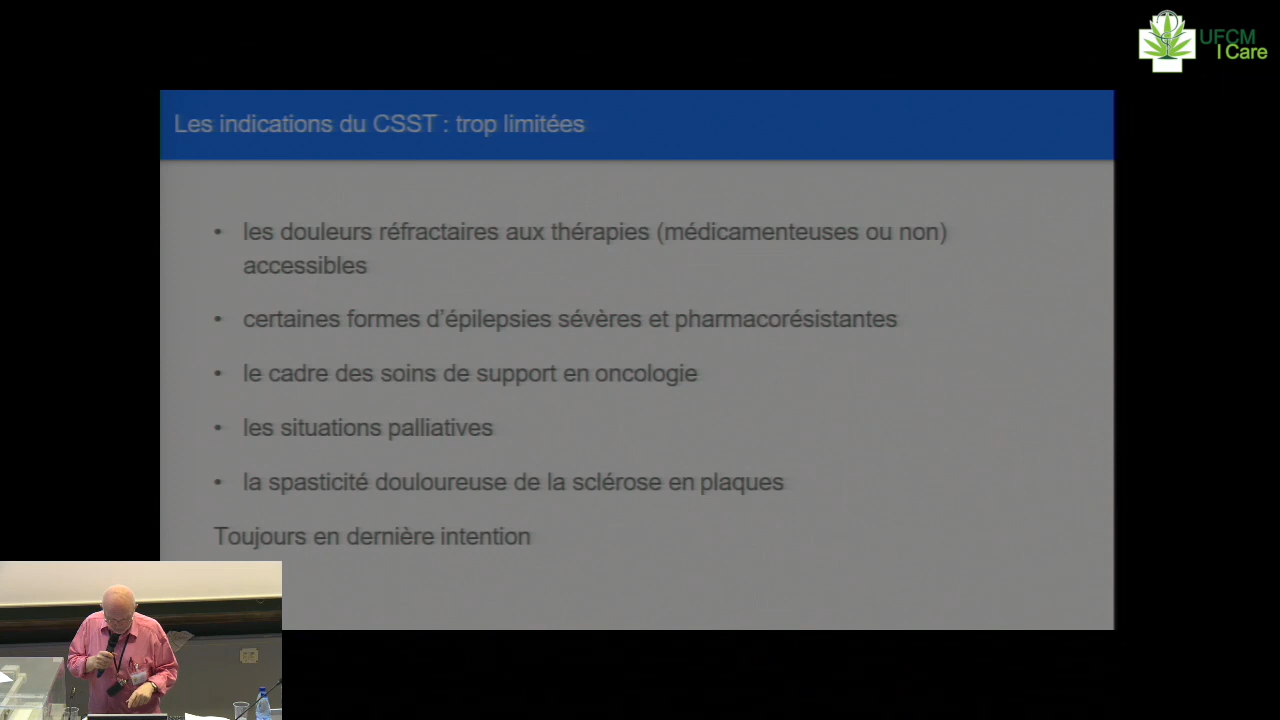 UFCM
I Care
Les indications du CSST : trop limitées
• les douleurs réfractaires aux thérapies (médicamenteuses ou non)
accessibles
• certaines formes d’épilepsies sévères et pharmacorésistantes
• le cadre des soins de support en oncologie
• les situations palliatives
• la spasticité douloureuse de la sclérose en plaques
Toujours en dernière intention